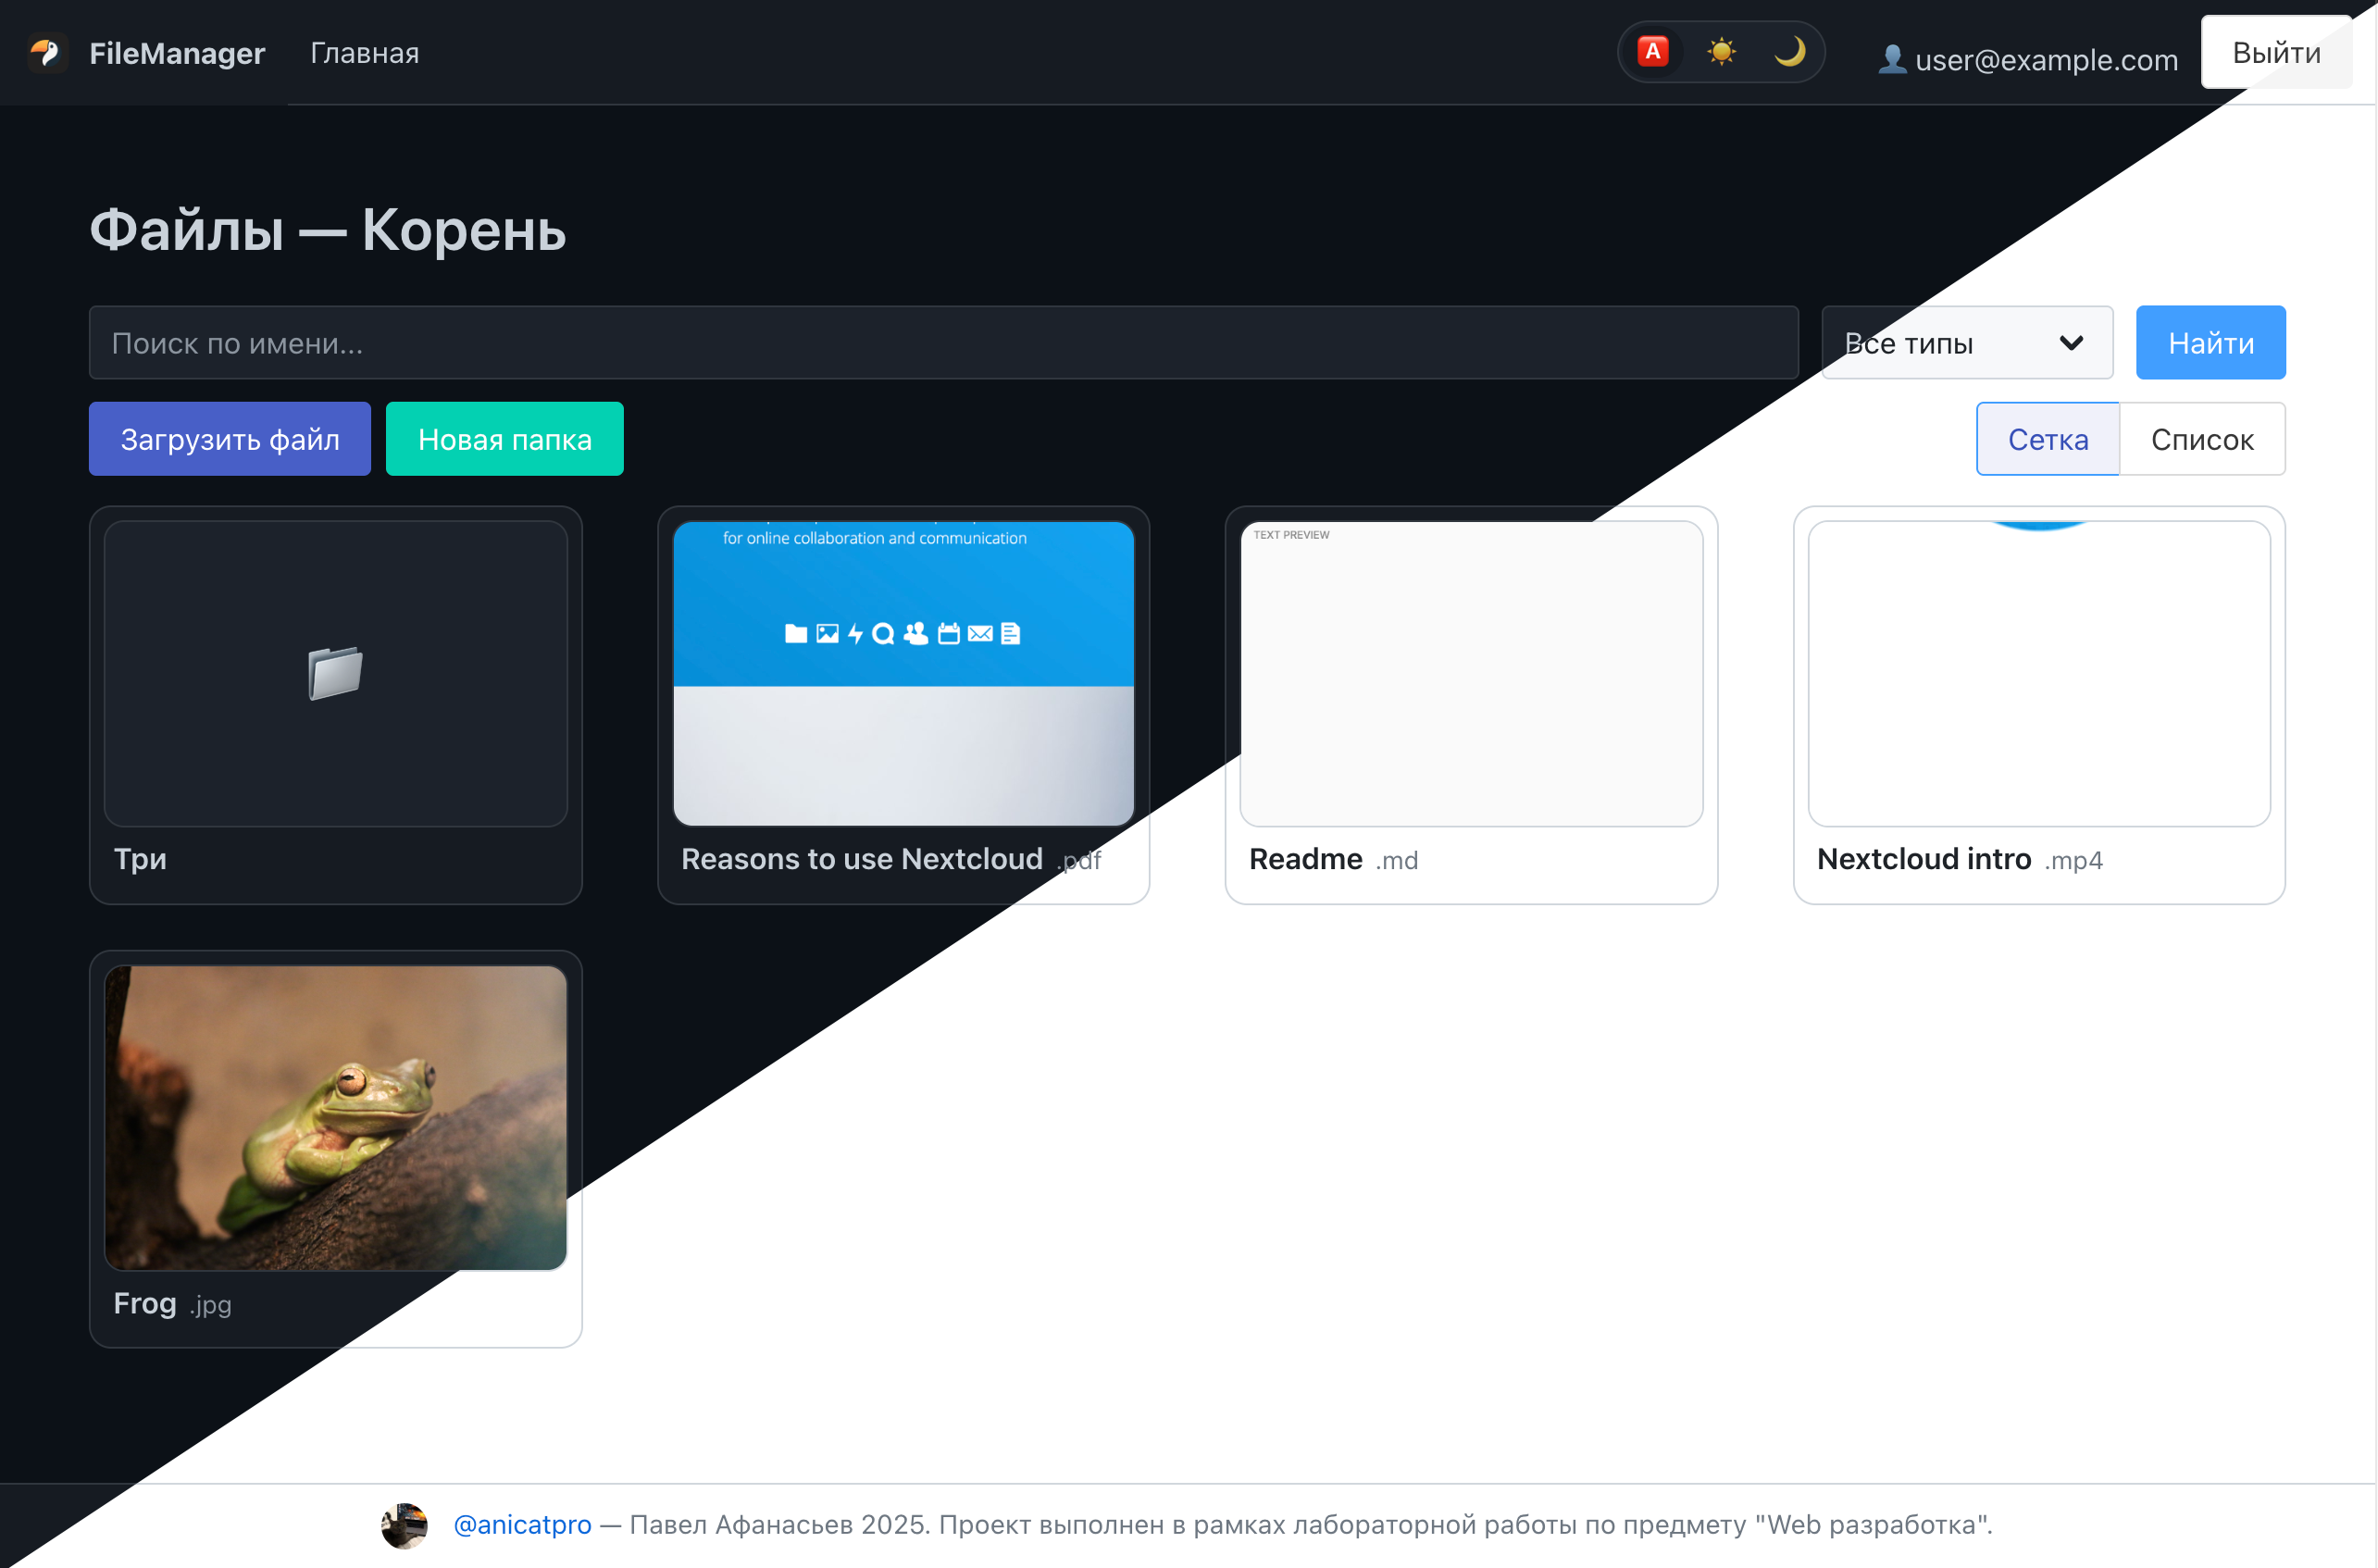 FileManager Главная A user@example.com Выйти
Файлы — Корень
Поиск по имени... Все типы Найти
Загрузить файл Новая папка Сетка Список
for online collaboration and communication TEXT PREVIEW
Три Reasons to use Nextcloud .pdf Readme .md Nextcloud intro .mp4
Frog .jpg
@anicatpro — Павел Афанасьев 2025. Проект выполнен в рамках лабораторной работы по предмету "Web разработка".